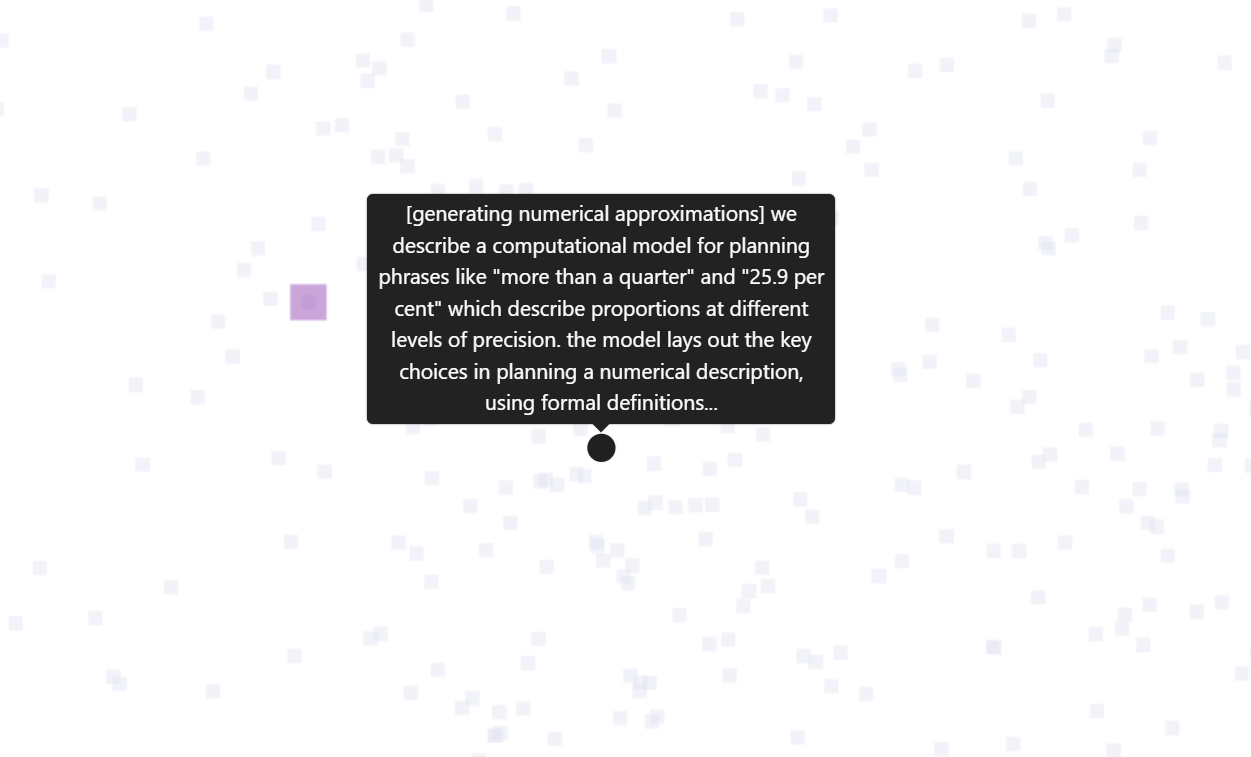 [generating numerical approximations] we
describe a computational model for planning
phrases like "more than a quarter" and "25.9 per
cent" which describe proportions at different
levels of precision. the model lays out the key
choices in planning a numerical description,
using formal definitions...